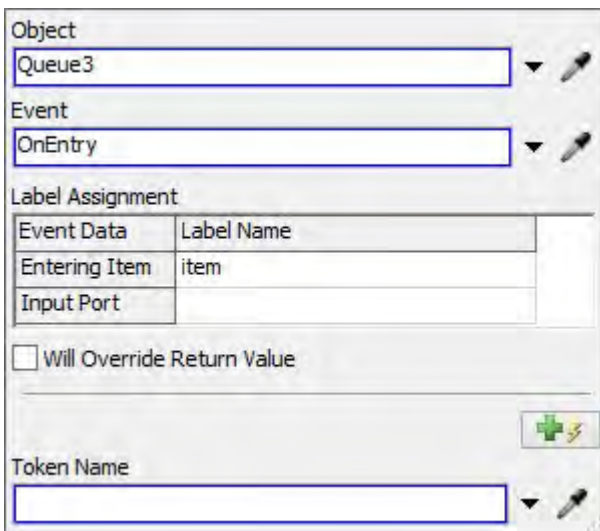 Object
Queue3
Event
OnEntry
Label Assignment
Event Data Label Name
Entering Item item
Input Port
Will Override Return Value
Token Name